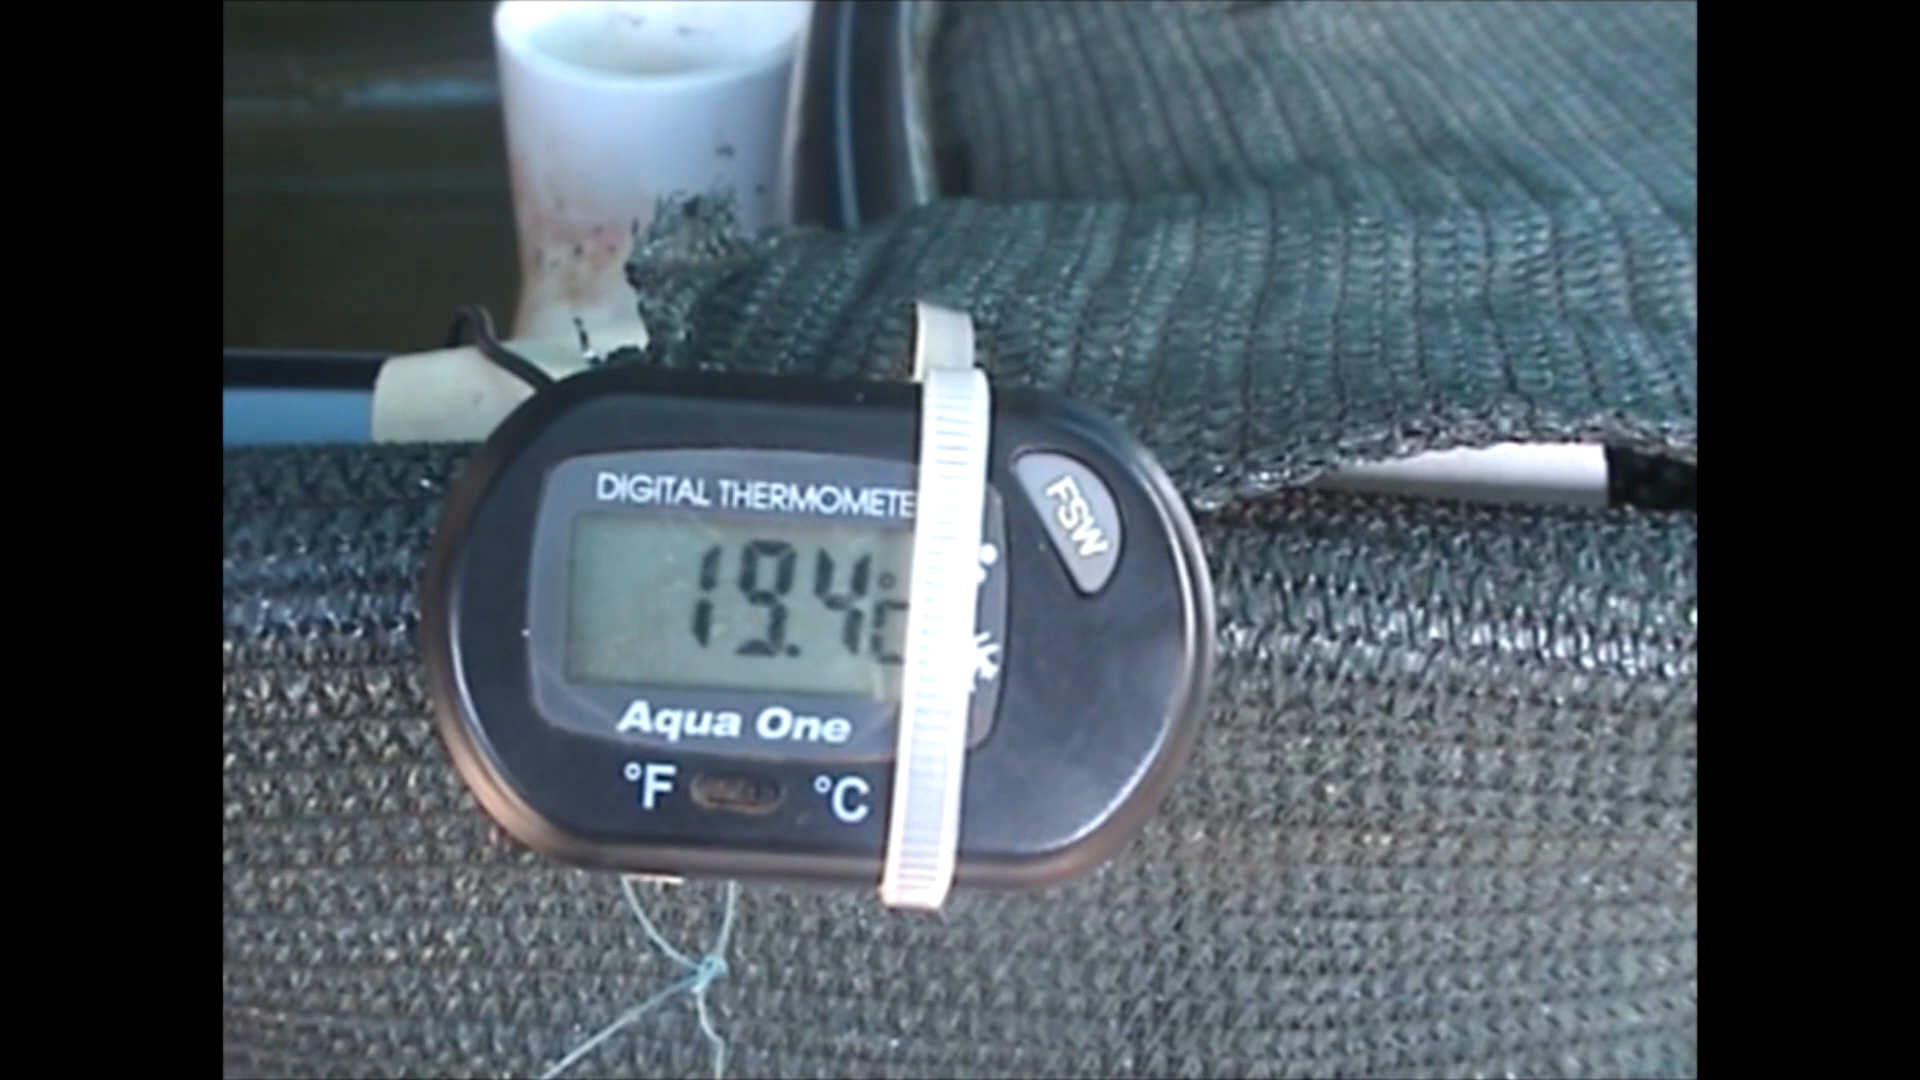 DIGITAL THERMOMETE
19.4°C
Aqua One
°F °C
FSW